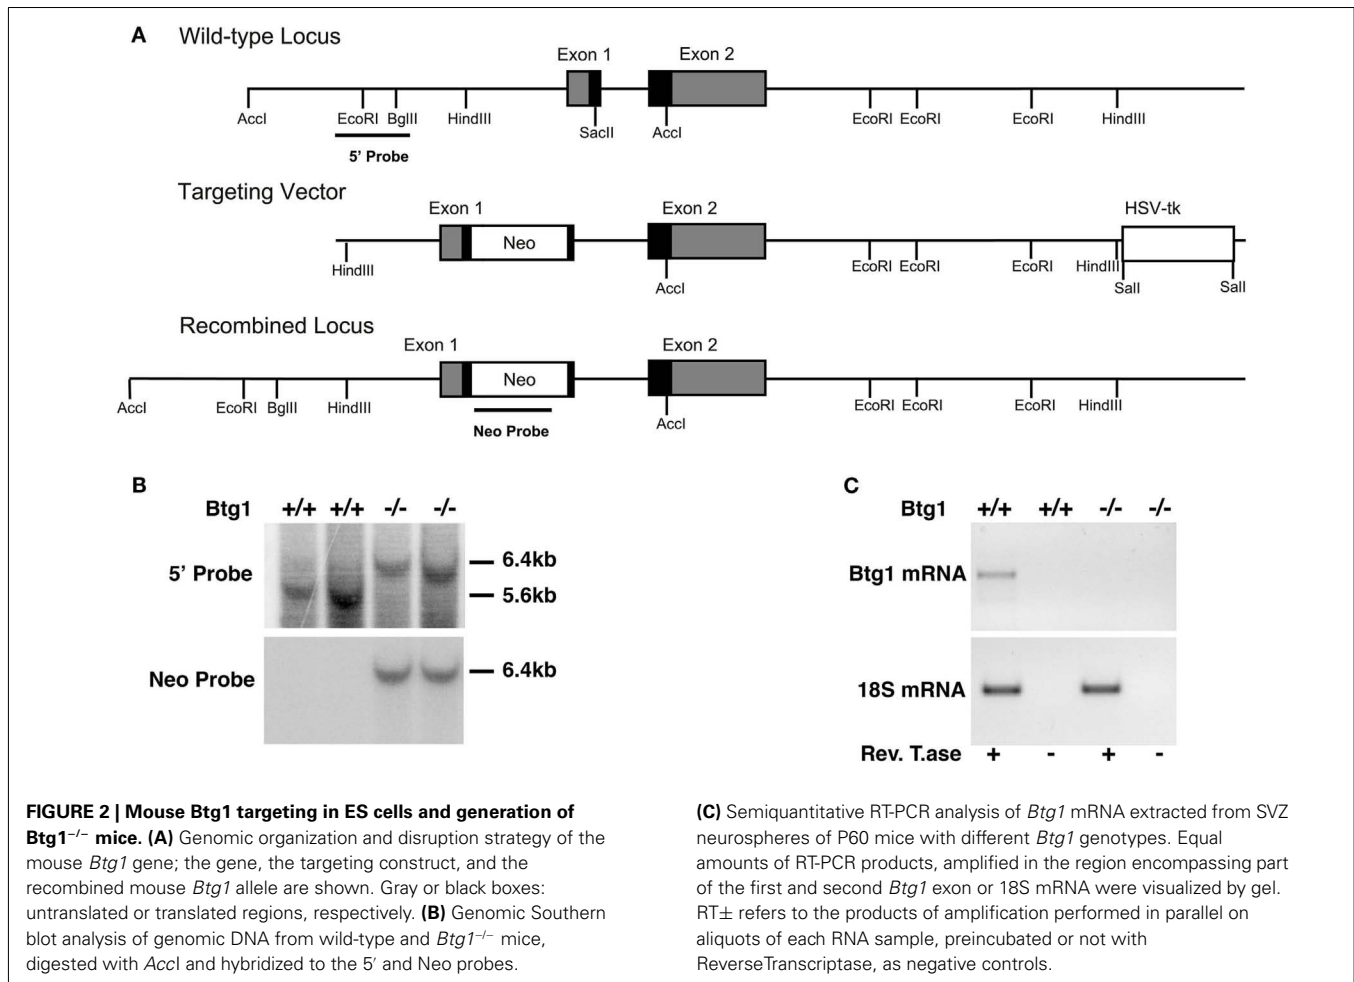 A Wild-type Locus
Exon 1 Exon 2
AccI EcoRI BglII HindIII SacII AccI EcoRI EcoRI EcoRI HindIII
5’ Probe
Targeting Vector
Exon 1 Exon 2 HSV-tk
Neo
HindIII AccI EcoRI EcoRI EcoRI HindIII SalI SalI
Recombined Locus
Exon 1 Exon 2
Neo
AccI EcoRI BglII HindIII AccI EcoRI EcoRI EcoRI HindIII
Neo Probe
B
Btg1 +/+ +/+ -/- -/-
5’ Probe
6.4kb
5.6kb
Neo Probe
6.4kb
C
Btg1 +/+ +/+ -/- -/-
Btg1 mRNA
18S mRNA
Rev. T.ase + - + -
FIGURE 2 | Mouse Btg1 targeting in ES cells and generation of
Btg1−/− mice. (A) Genomic organization and disruption strategy of the
mouse Btg1 gene; the gene, the targeting construct, and the
recombined mouse Btg1 allele are shown. Gray or black boxes:
untranslated or translated regions, respectively. (B) Genomic Southern
blot analysis of genomic DNA from wild-type and Btg1−/− mice,
digested with AccI and hybridized to the 5′ and Neo probes.
(C) Semiquantitative RT-PCR analysis of Btg1 mRNA extracted from SVZ
neurospheres of P60 mice with different Btg1 genotypes. Equal
amounts of RT-PCR products, amplified in the region encompassing part
of the first and second Btg1 exon or 18S mRNA were visualized by gel.
RT± refers to the products of amplification performed in parallel on
aliquots of each RNA sample, preincubated or not with
ReverseTranscriptase, as negative controls.